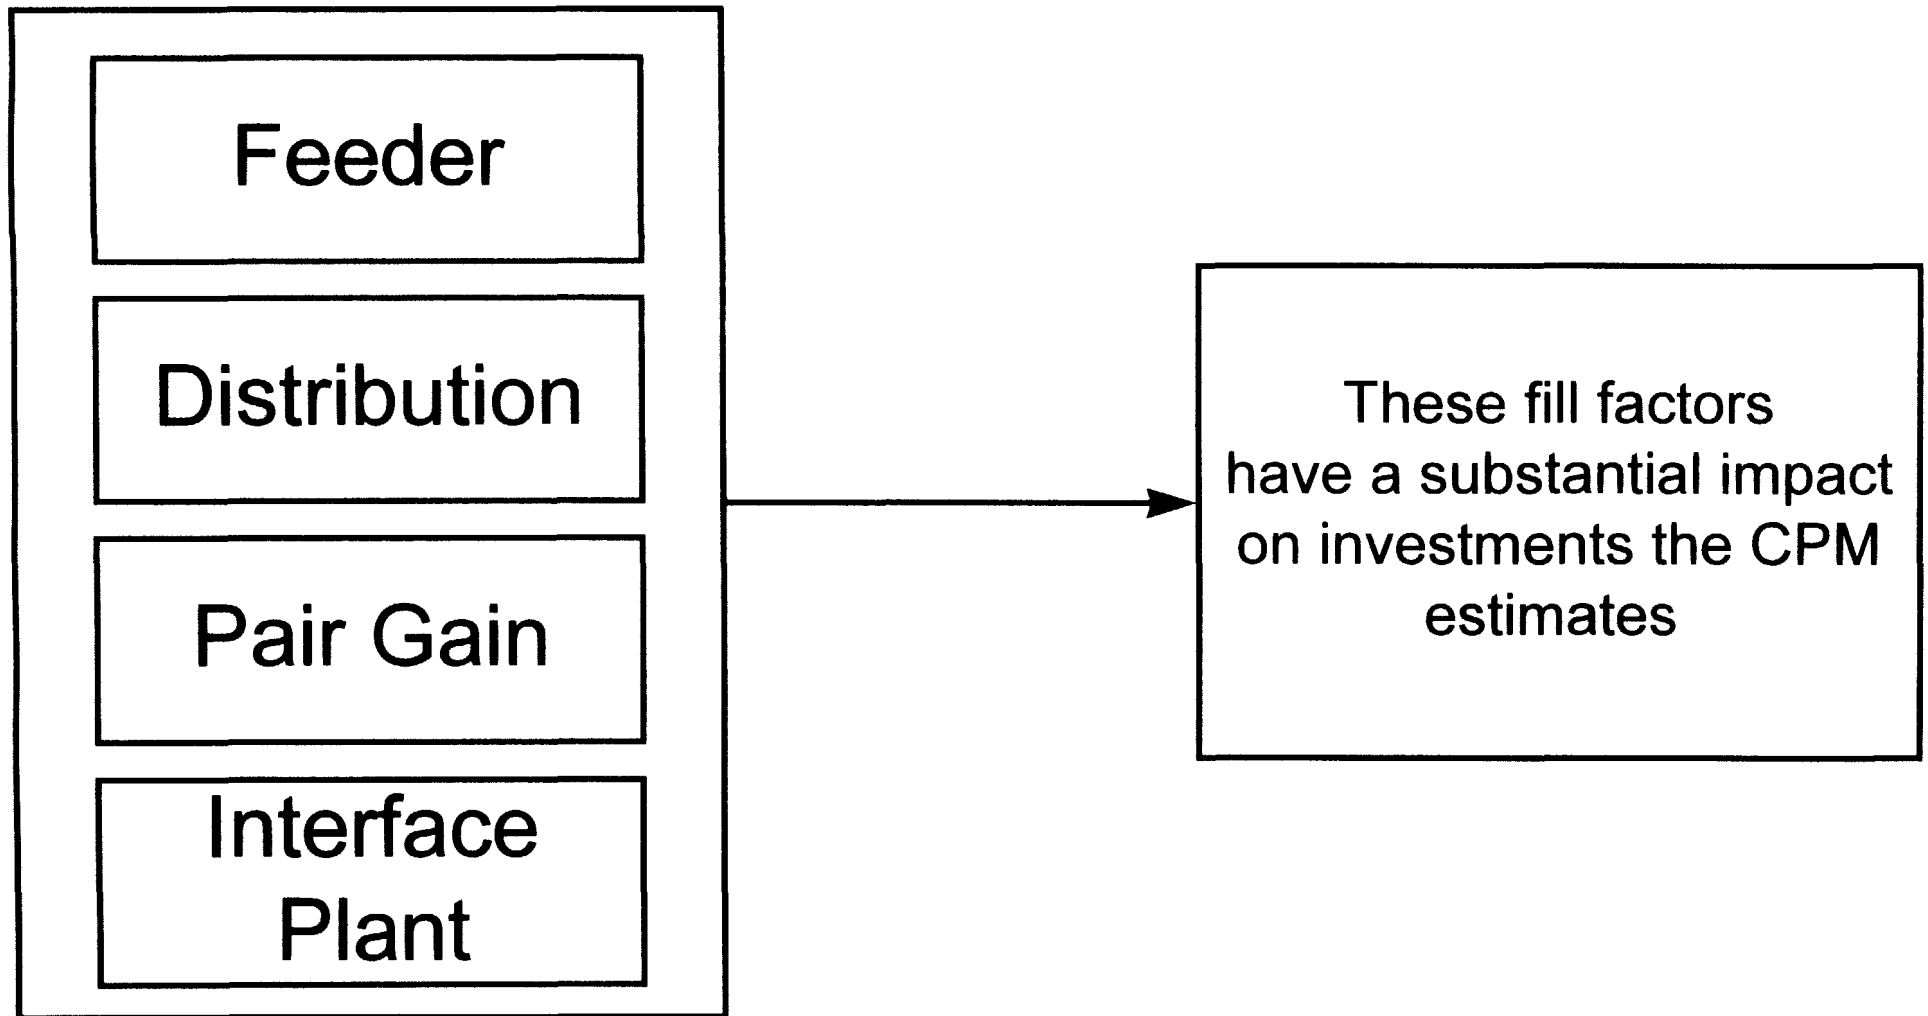 Feeder
Distribution
Pair Gain
Interface
Plant
These fill factors
have a substantial impact
on investments the CPM
estimates